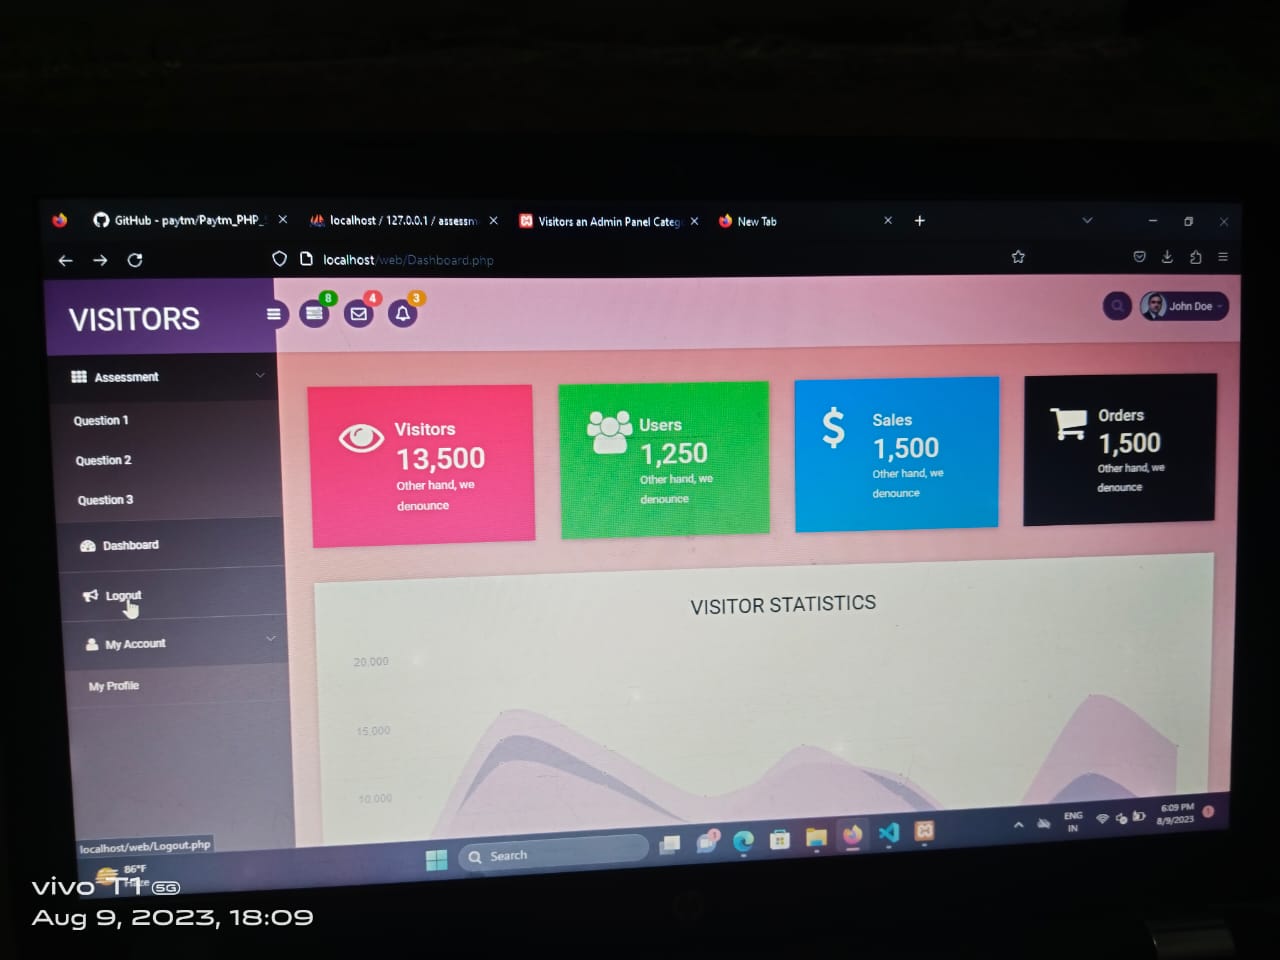 GitHub - paytm/Paytm_PHP_
localhost / 127.0.0.1 / assessm
Visitors an Admin Panel Categ
New Tab
localhost/web/Dashboard.php
VISITORS
8
4
3
John Doe
Assessment
Question 1
Question 2
Question 3
Dashboard
Logout
My Account
My Profile
Visitors
13,500
Other hand, we
denounce
Users
1,250
Other hand, we
denounce
Sales
1,500
Other hand, we
denounce
Orders
1,500
Other hand, we
denounce
VISITOR STATISTICS
20,000
15,000
10,000
localhost/web/Logout.php
86°F
Haze
Search
ENG
IN
6:09 PM
8/9/2023
vivo T1 5G
Aug 9, 2023, 18:09